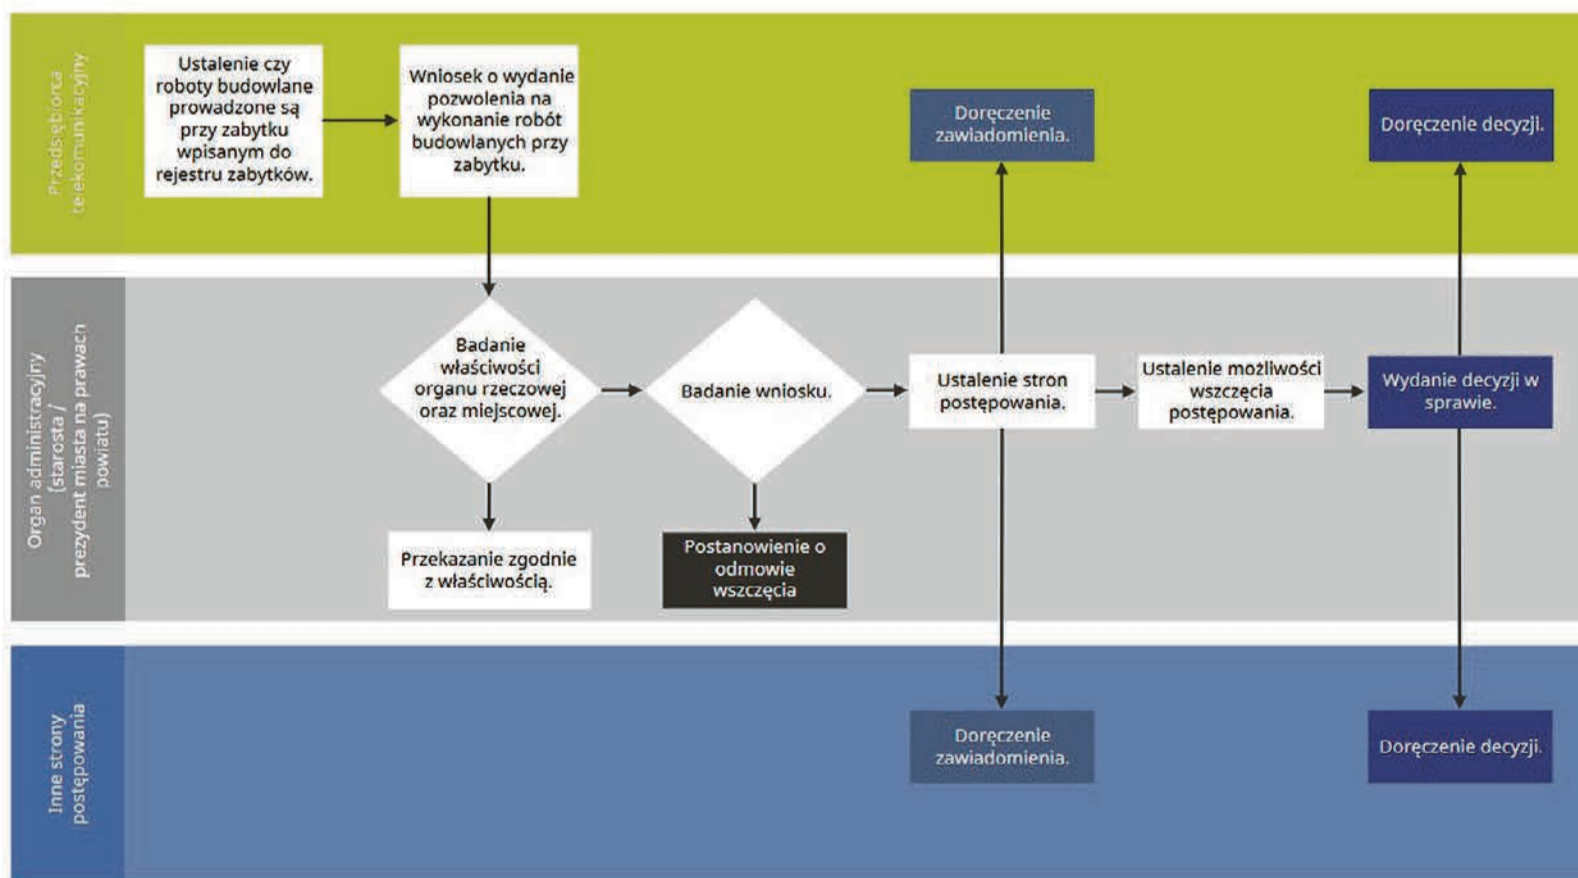 Przedsębiorca
telekomunikacyjny
Ustalenie czy
roboty budowlane
prowadzone są
przy zabytku
wpisanym do
rejestru zabytków.
Wniosek o wydanie
pozwolenia na
wykonanie robót
budowlanych przy
zabytku.
Doręczenie
zawiadomienia.
Doręczenie decyzji.
Organ administracyjny
(starosta /
prezydent miasta na prawach
powiatu)
Badanie
właściwości
organu rzeczowej
oraz miejscowej.
Badanie wniosku.
Ustalenie stron
postępowania.
Ustalenie możliwości
wszczęcia
postępowania.
Wydanie decyzji w
sprawie.
Przekazanie zgodnie
z właściwością.
Postanowienie o
odmowie
wszczęcia
Inne strony
postępowania
Doręczenie
zawiadomienia.
Doręczenie decyzji.